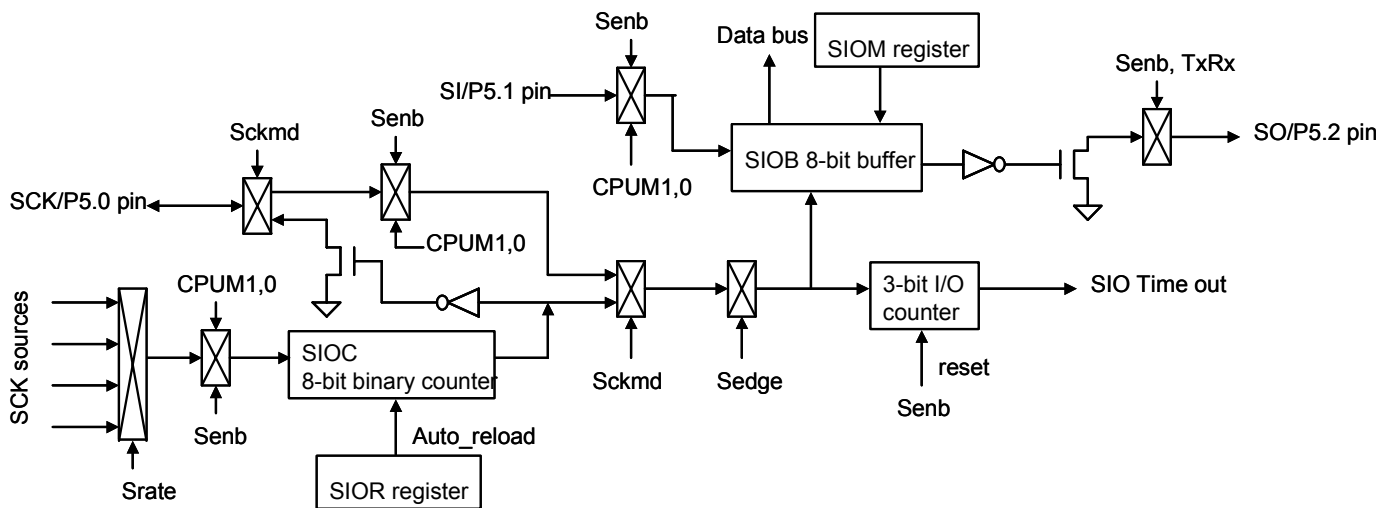 Senb
Data bus
SIOM register
Senb, TxRx
SI/P5.1 pin
Sckmd
Senb
SIOB 8-bit buffer
SO/P5.2 pin
CPUM1,0
SCK/P5.0 pin
CPUM1,0
CPUM1,0
3-bit I/O
counter
SIO Time out
SCK sources
SIOC
8-bit binary counter
Sckmd
Sedge
reset
Senb
Senb
Auto_reload
Srate
SIOR register